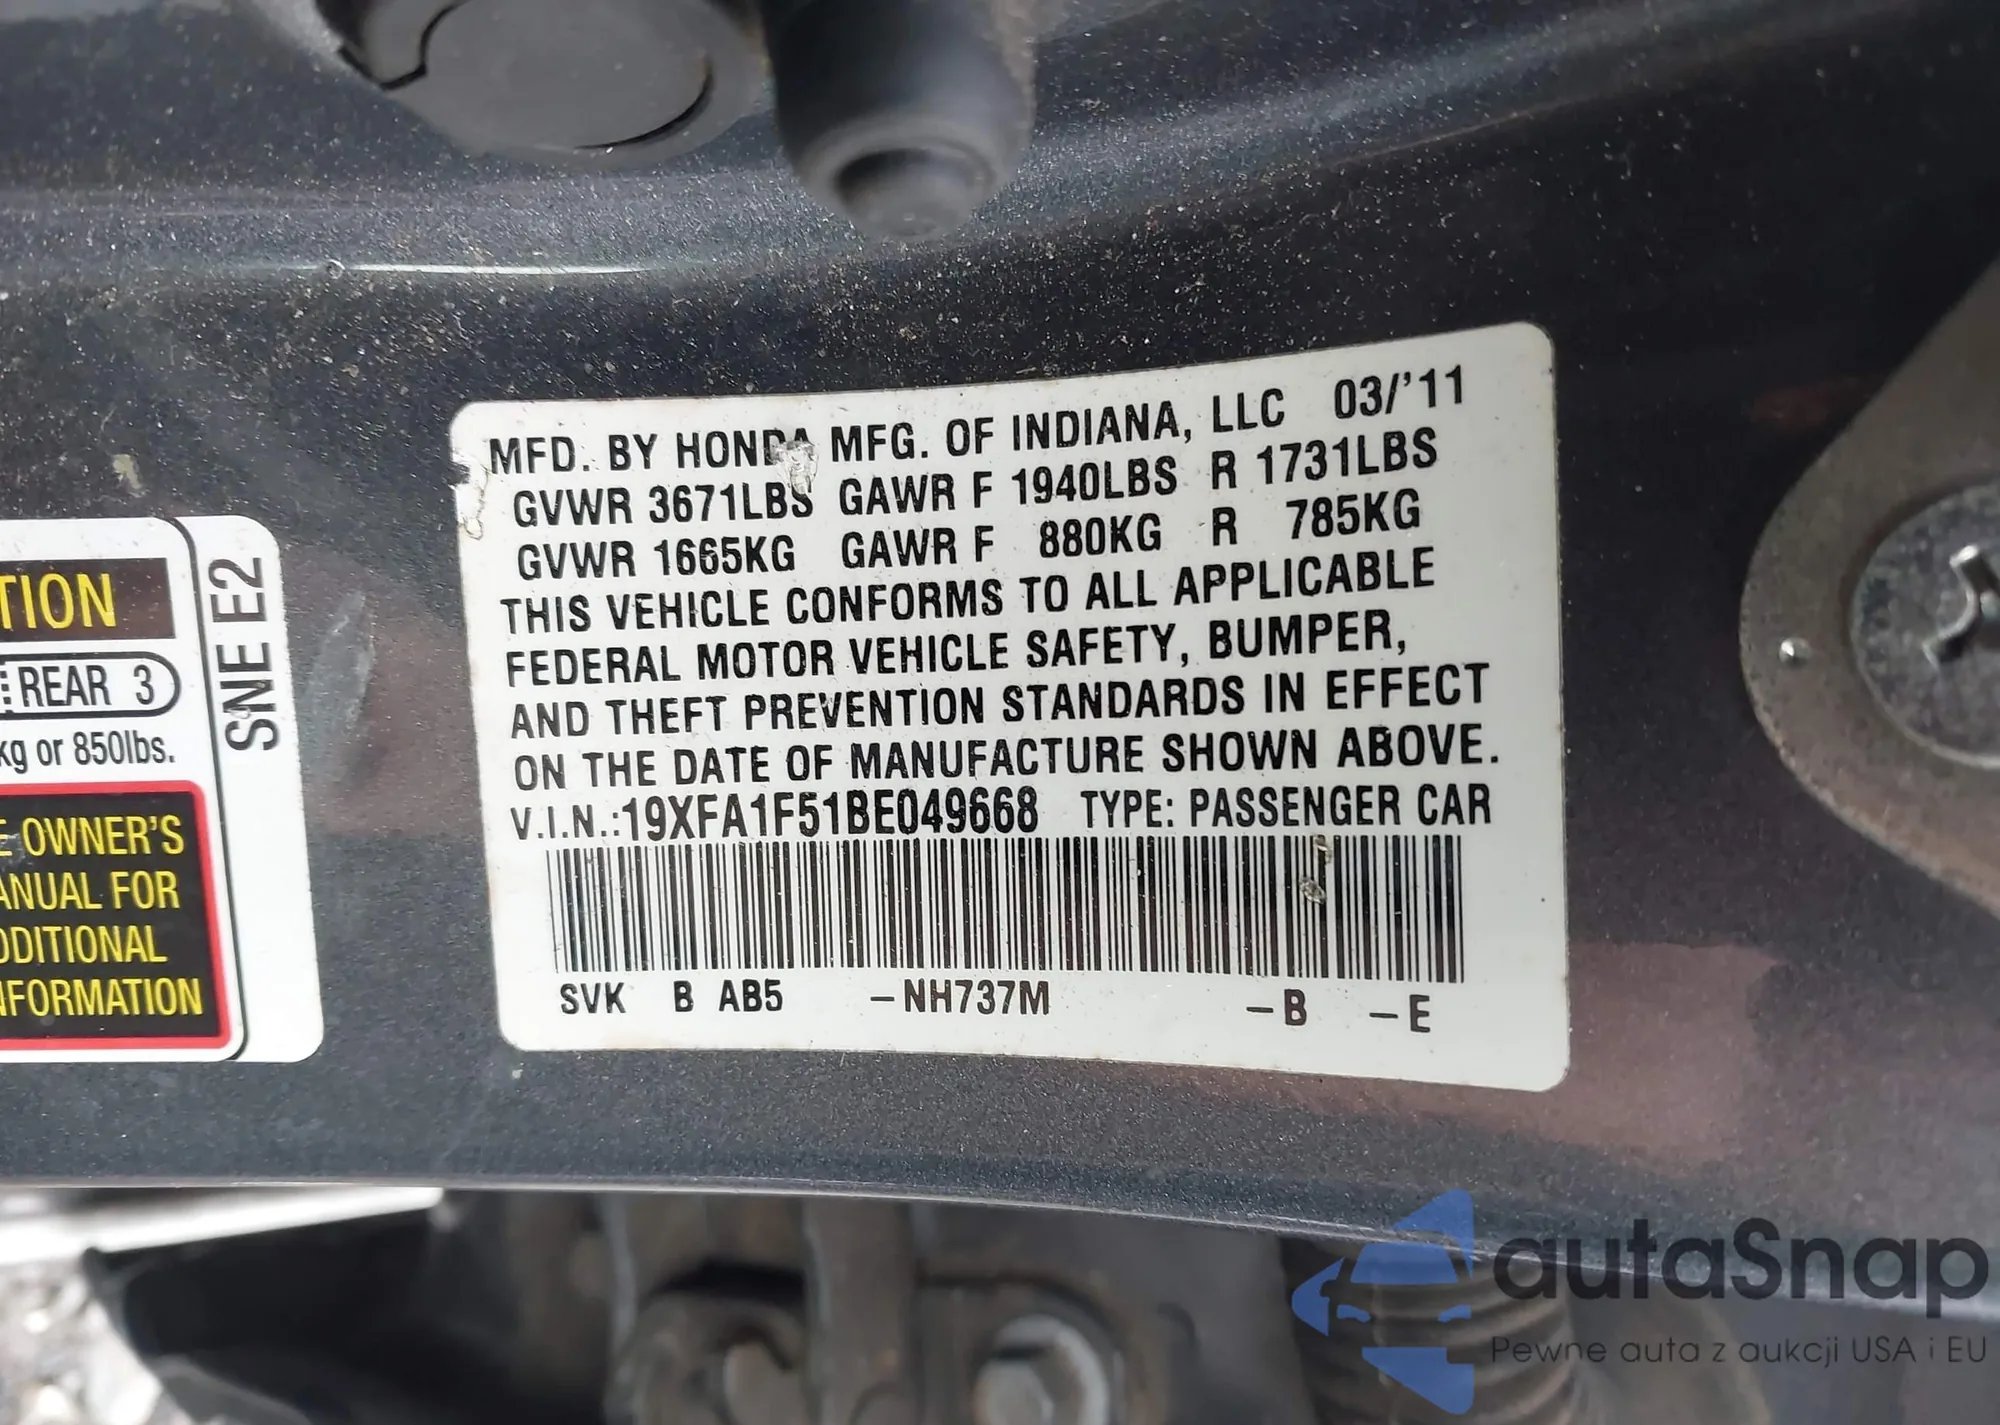 TION
REAR 3
kg or 850lbs.
OWNER'S
ANUAL FOR
DDITIONAL
NFORMATION
SNE E2
MFD. BY HONDA MFG. OF INDIANA, LLC 03/'11
GVWR 3671LBS GAWR F 1940LBS R 1731LBS
GVWR 1665KG GAWR F 880KG R 785KG
THIS VEHICLE CONFORMS TO ALL APPLICABLE
FEDERAL MOTOR VEHICLE SAFETY, BUMPER,
AND THEFT PREVENTION STANDARDS IN EFFECT
ON THE DATE OF MANUFACTURE SHOWN ABOVE.
V.I.N.:19XFA1F51BE049668 TYPE: PASSENGER CAR
SVK B AB5 –NH737M –B –E
autaSnap
Pewne auta z aukcji USA i EU